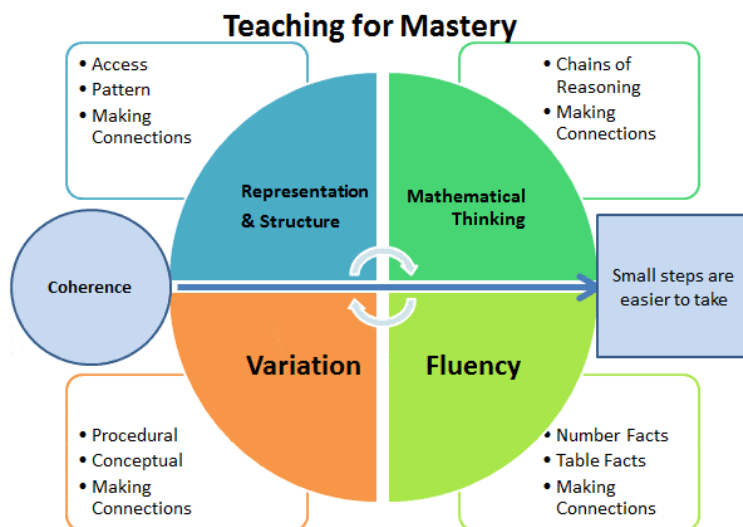 Teaching for Mastery
• Access
• Pattern
• Making
Connections
• Chains of
Reasoning
• Making
Connections
Representation
& Structure
Mathematical
Thinking
Coherence
Small steps are
easier to take
Variation
Fluency
• Procedural
• Conceptual
• Making
Connections
• Number Facts
• Table Facts
• Making
Connections